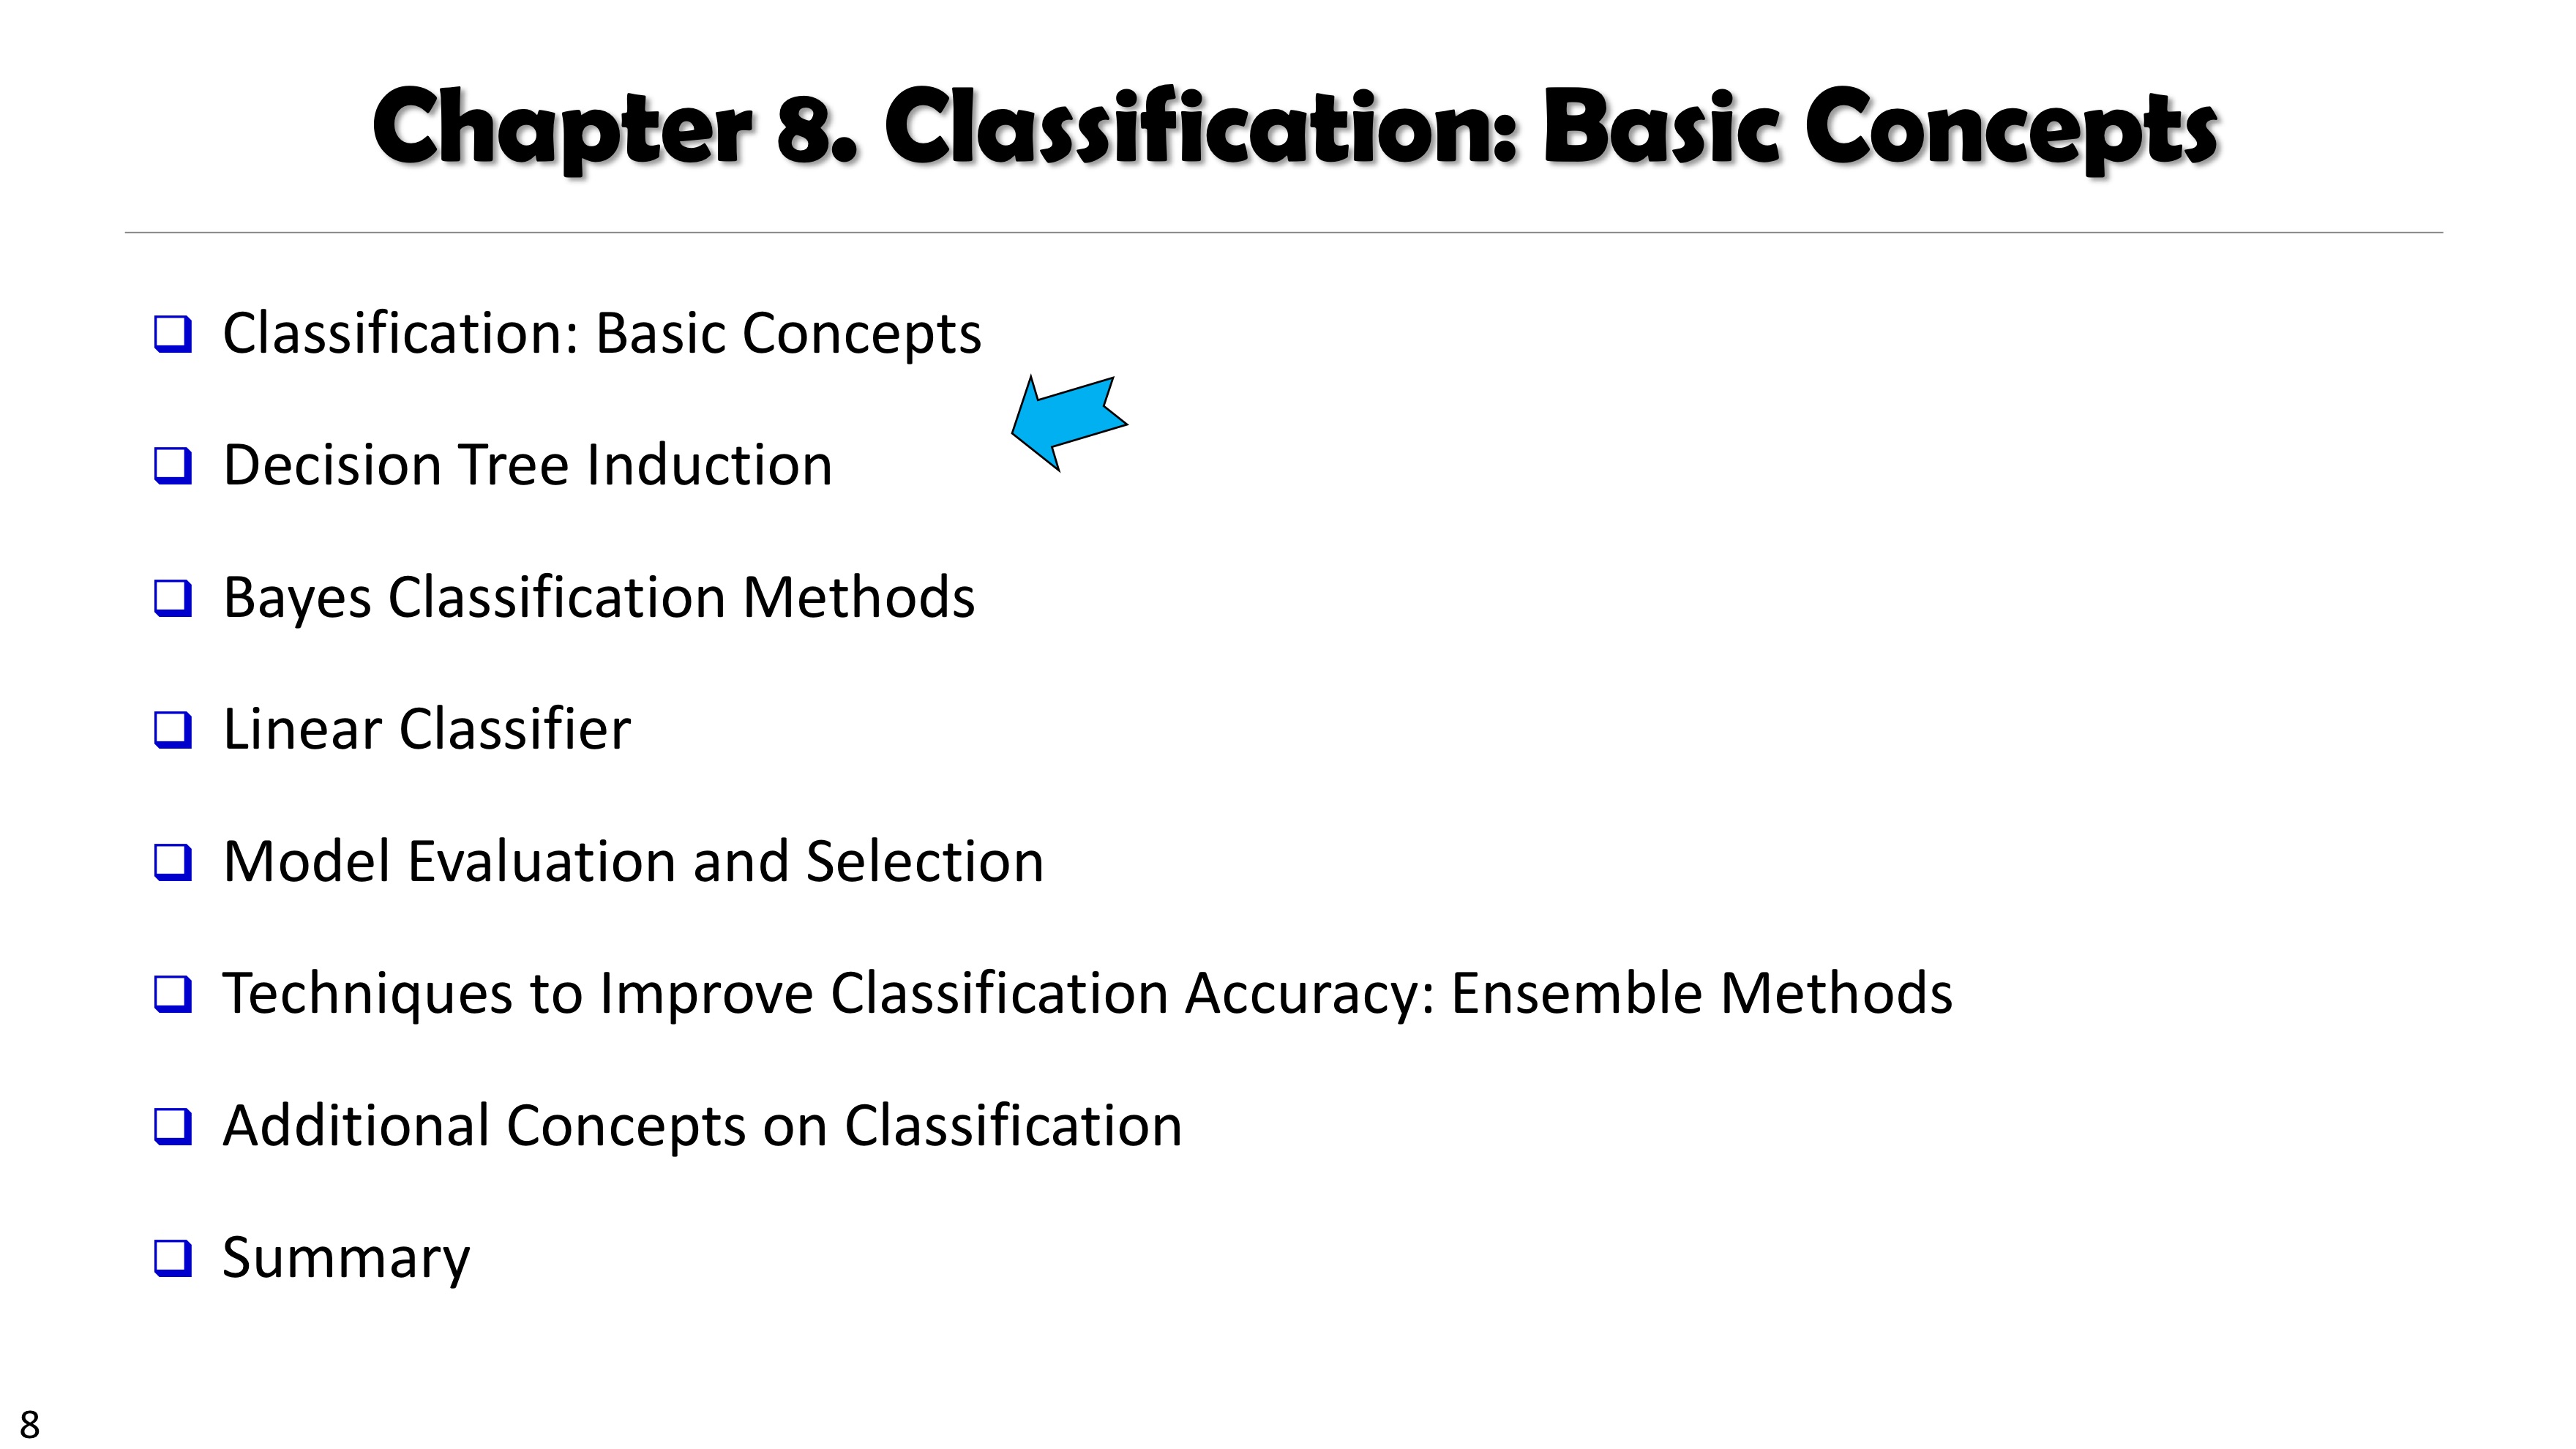 Chapter 8. Classification: Basic Concepts
Classification: Basic Concepts
Decision Tree Induction
Bayes Classification Methods
Linear Classifier
Model Evaluation and Selection
Techniques to Improve Classification Accuracy: Ensemble Methods
Additional Concepts on Classification
Summary
8